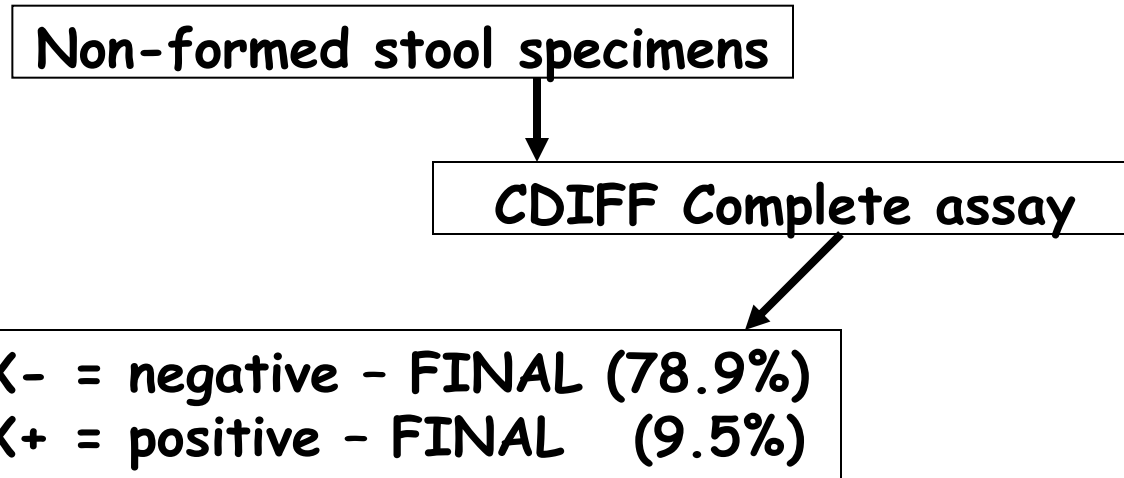 Non-formed stool specimens
CDIFF Complete assay
- = negative – FINAL (78.9%)
+ = positive – FINAL (9.5%)